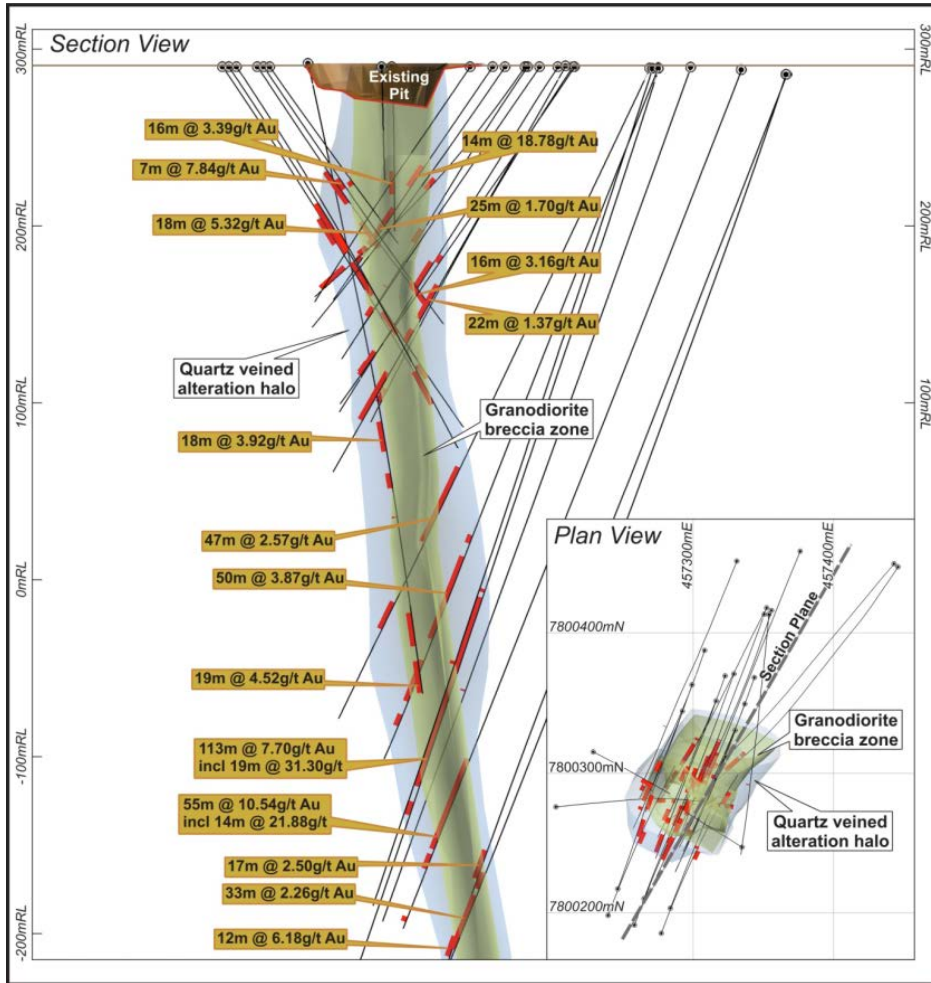 Section View
300mRL
300mRL
Existing
Pit
16m @ 3.39g/t Au
14m @ 18.78g/t Au
7m @ 7.84g/t Au
25m @ 1.70g/t Au
18m @ 5.32g/t Au
200mRL
200mRL
16m @ 3.16g/t Au
22m @ 1.37g/t Au
Quartz veined
alteration halo
100mRL
100mRL
Granodiorite
breccia zone
18m @ 3.92g/t Au
47m @ 2.57g/t Au
50m @ 3.87g/t Au
0mRL
19m @ 4.52g/t Au
113m @ 7.70g/t Au
incl 19m @ 31.30g/t
-100mRL
55m @ 10.54g/t Au
incl 14m @ 21.88g/t
17m @ 2.50g/t Au
33m @ 2.26g/t Au
12m @ 6.18g/t Au
-200mRL
Plan View
457300mE
457400mE
7800400mN
Section Plane
Granodiorite
breccia zone
7800300mN
Quartz veined
alteration halo
7800200mN